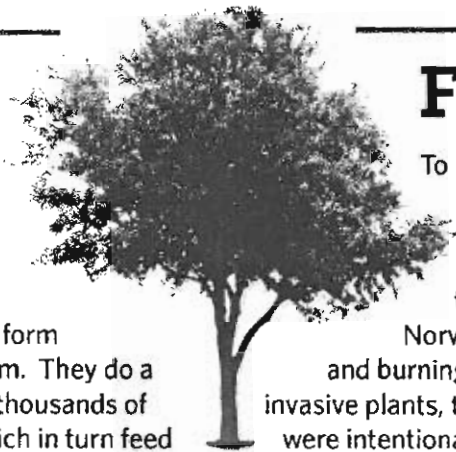 F
To
form
m. They do a
thousands of
ich in turn feed
Norw
and burning
invasive plants, t
were intentiona